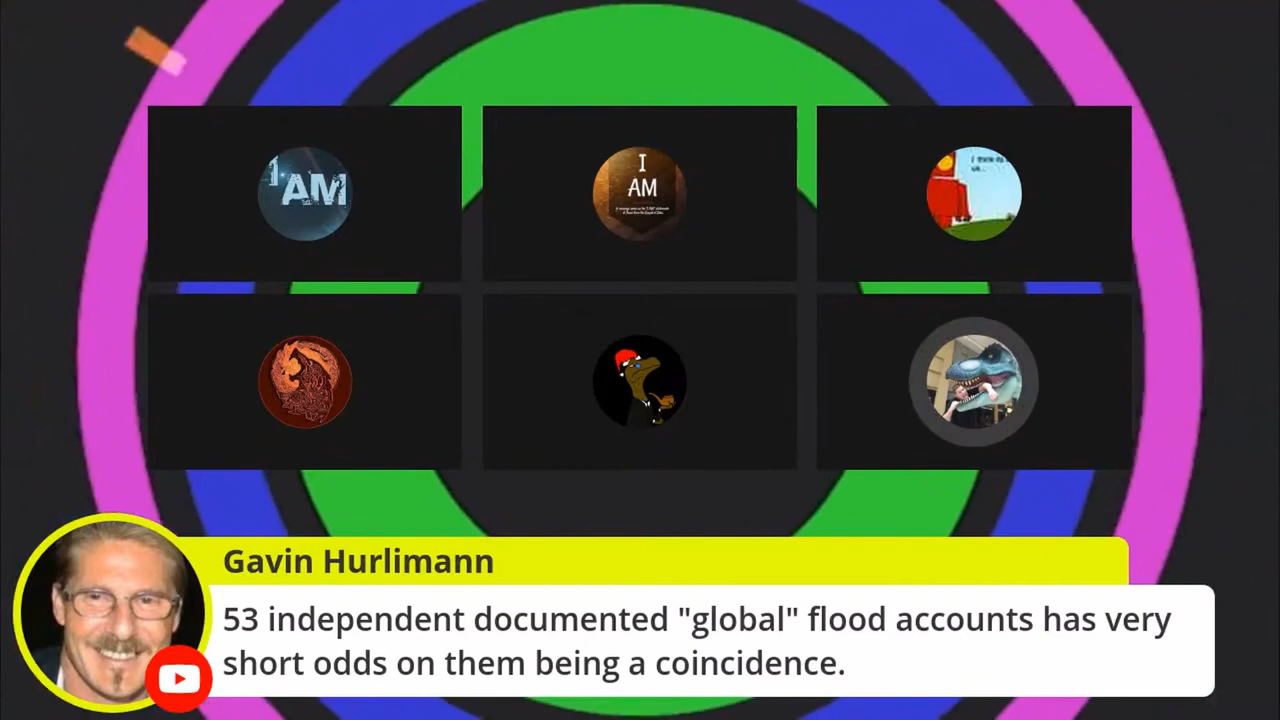 I AM
I
AM
Gavin Hurlimann
53 independent documented "global" flood accounts has very
short odds on them being a coincidence.